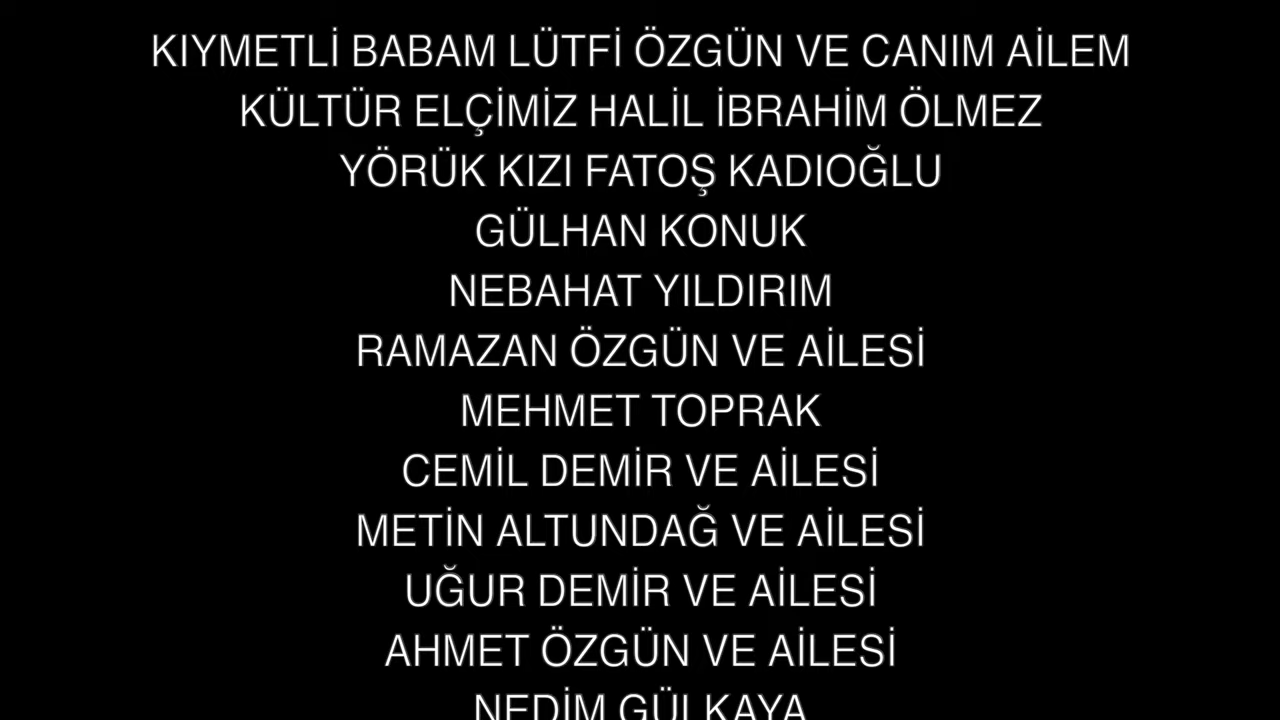 KIYMETLİ BABAM LÜTFİ ÖZGÜN VE CANIM AİLEM
KÜLTÜR ELÇİMİZ HALİL İBRAHİM ÖLMEZ
YÖRÜK KIZI FATOŞ KADIOĞLU
GÜLHAN KONUK
NEBAHAT YILDIRIM
RAMAZAN ÖZGÜN VE AİLESİ
MEHMET TOPRAK
CEMİL DEMİR VE AİLESİ
METİN ALTUNDAĞ VE AİLESİ
UĞUR DEMİR VE AİLESİ
AHMET ÖZGÜN VE AİLESİ
NEDİM GÜLKAYA